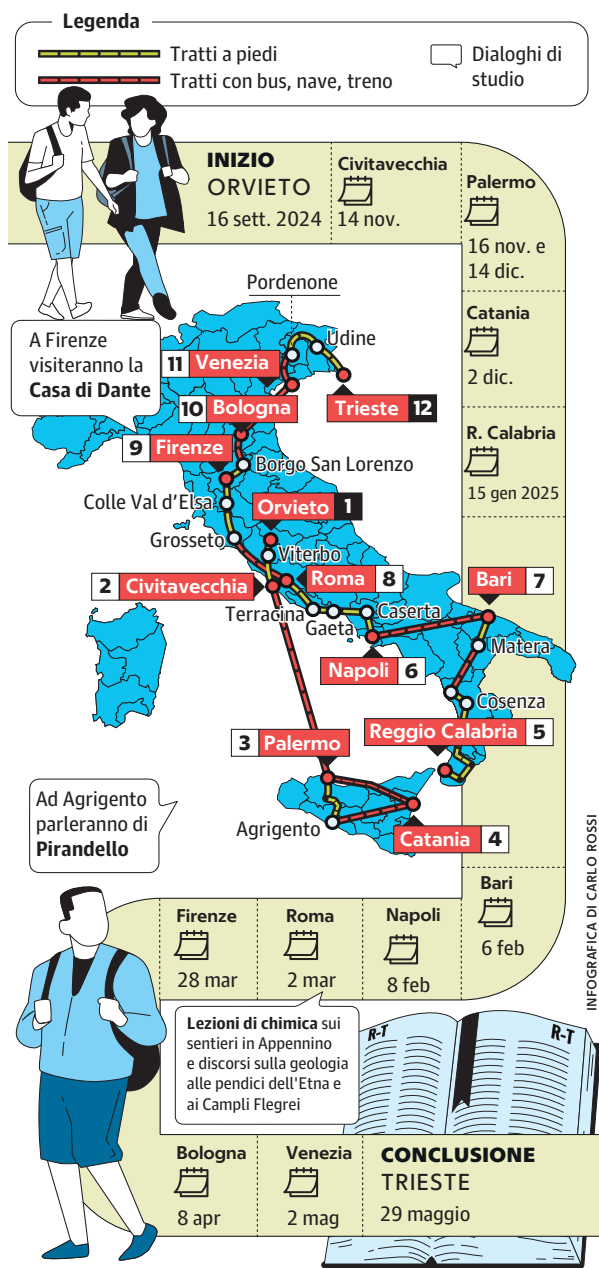 Legenda
Tratti a piedi
Tratti con bus, nave, treno
Dialoghi di
studio
INIZIO
ORVIETO
16 sett. 2024
Civitavecchia
14 nov.
Palermo
16 nov. e
14 dic.
Catania
2 dic.
R. Calabria
15 gen 2025
Pordenone
Udine
A Firenze
visiteranno la
Casa di Dante
11 Venezia
10 Bologna
Trieste 12
9 Firenze
Borgo San Lorenzo
Colle Val d'Elsa
Orvieto 1
Grosseto
Viterbo
2 Civitavecchia
Roma 8
Bari 7
Terracina
Gaeta
Caserta
Matera
Napoli 6
Cosenza
3 Palermo
Reggio Calabria 5
Ad Agrigento
parleranno di
Pirandello
Agrigento
Catania 4
INFOGRAFICA DI CARLO ROSSI
Bari
6 feb
Napoli
8 feb
Roma
2 mar
Firenze
28 mar
Lezioni di chimica sui
sentieri in Appennino
e discorsi sulla geologia
alle pendici dell'Etna e
ai Campli Flegrei
R-T
R-T
Bologna
8 apr
Venezia
2 mag
CONCLUSIONE
TRIESTE
29 maggio